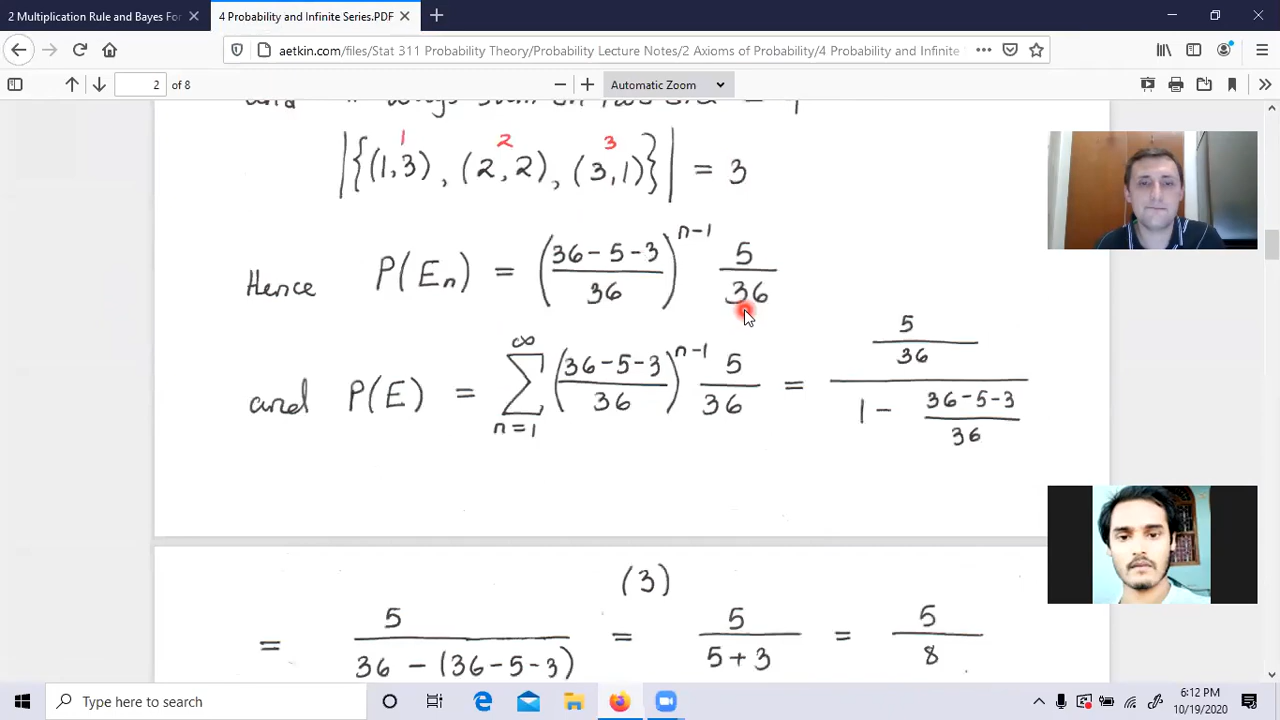 2 Multiplication Rule and Bayes For
4 Probability and Infinite Series.PDF
aetkin.com/files/Stat 311 Probability Theory/Probability Lecture Notes/2 Axioms of Probability/4 Probability and Infinite
2 of 8
Automatic Zoom
1 2 3
|{(1,3), (2,2), (3,1)}| = 3
Hence P(En) = ((36-5-3)/36)^(n-1) 5/36
and P(E) = ∑_(n=1)^∞ ((36-5-3)/36)^(n-1) 5/36 = (5/36)/(1 - (36-5-3)/36)
(3)
= 5/(36 - (36-5-3)) = 5/(5+3) = 5/8
Type here to search
6:12 PM
10/19/2020